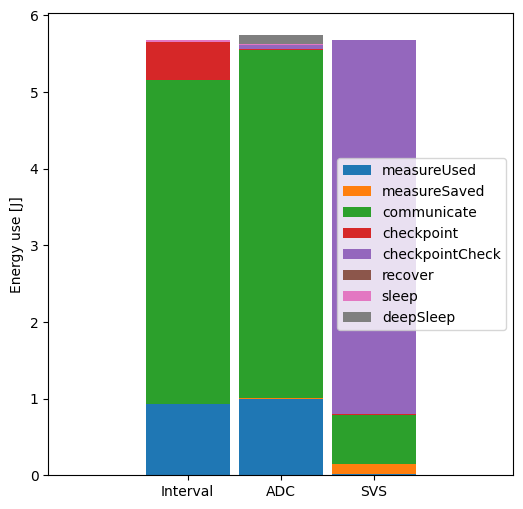 6
5
4
3
2
1
0
Energy use [J]
measureUsed
measureSaved
communicate
checkpoint
checkpointCheck
recover
sleep
deepSleep
Interval
ADC
SVS